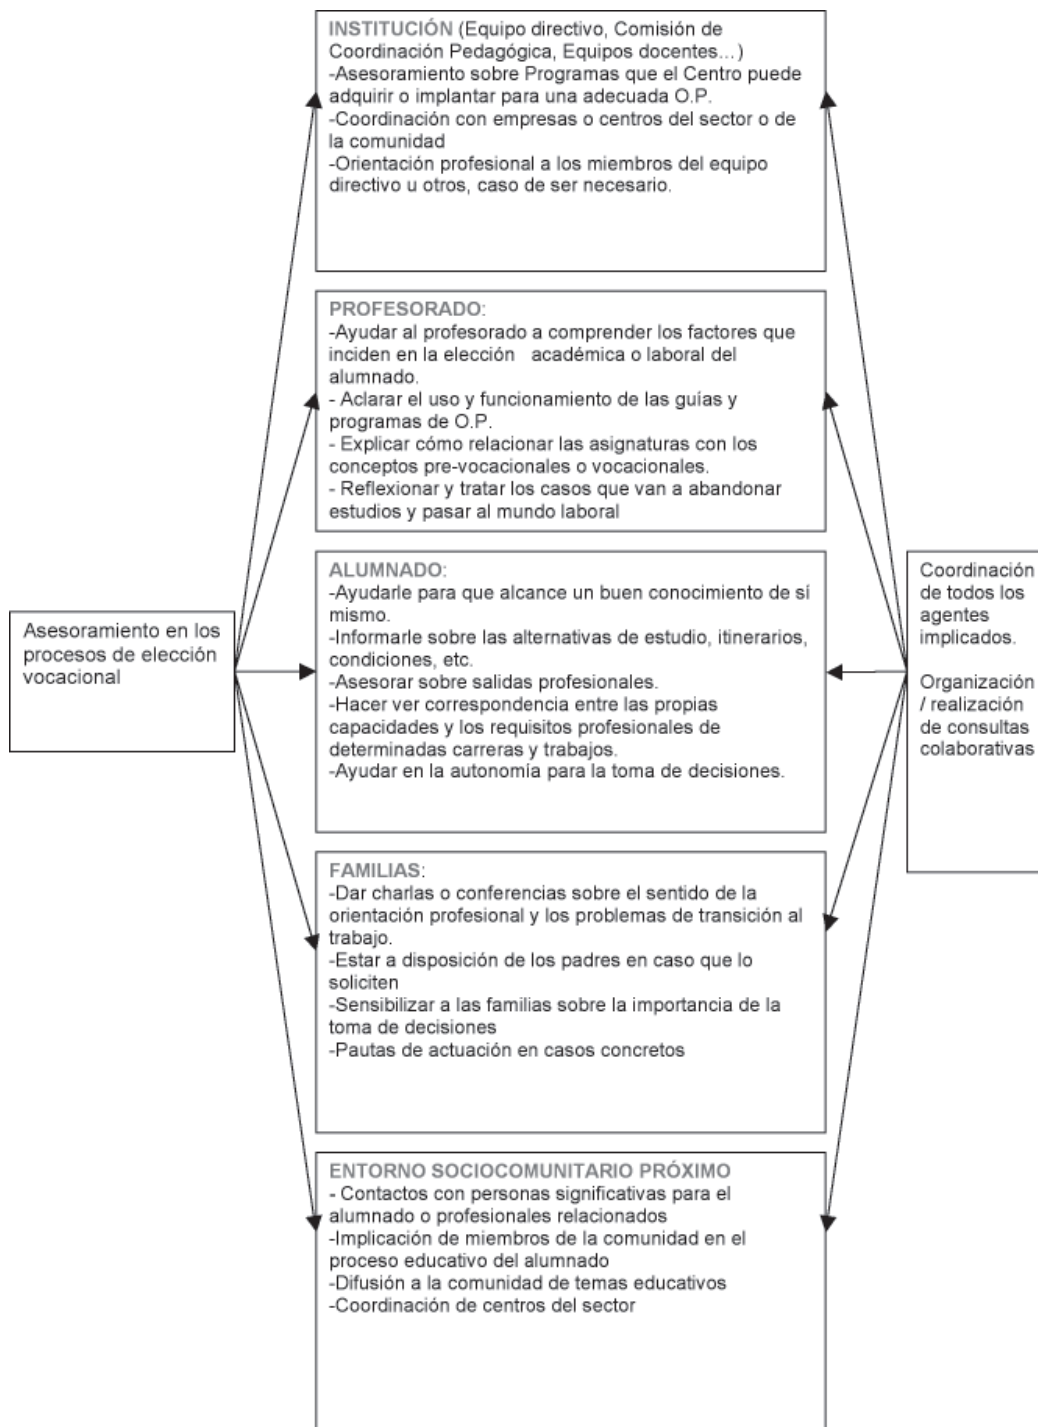 INSTITUCIÓN (Equipo directivo, Comisión de
Coordinación Pedagógica, Equipos docentes...)
-Asesoramiento sobre Programas que el Centro puede
adquirir o implantar para una adecuada O.P.
-Coordinación con empresas o centros del sector o de
la comunidad
-Orientación profesional a los miembros del equipo
directivo u otros, caso de ser necesario.
PROFESORADO:
-Ayudar al profesorado a comprender los factores que
inciden en la elección académica o laboral del
alumnado.
- Aclarar el uso y funcionamiento de las guías y
programas de O.P.
- Explicar cómo relacionar las asignaturas con los
conceptos pre-vocacionales o vocacionales.
- Reflexionar y tratar los casos que van a abandonar
estudios y pasar al mundo laboral
Asesoramiento en los
procesos de elección
vocacional
ALUMNADO:
-Ayudarle para que alcance un buen conocimiento de sí
mismo.
-Informarle sobre las alternativas de estudio, itinerarios,
condiciones, etc.
-Asesorar sobre salidas profesionales.
-Hacer ver correspondencia entre las propias
capacidades y los requisitos profesionales de
determinadas carreras y trabajos.
-Ayudar en la autonomía para la toma de decisiones.
Coordinación
de todos los
agentes
implicados.
Organización
/ realización
de consultas
colaborativas
FAMILIAS:
-Dar charlas o conferencias sobre el sentido de la
orientación profesional y los problemas de transición al
trabajo.
-Estar a disposición de los padres en caso que lo
soliciten
-Sensibilizar a las familias sobre la importancia de la
toma de decisiones
-Pautas de actuación en casos concretos
ENTORNO SOCIOCOMUNITARIO PRÓXIMO
- Contactos con personas significativas para el
alumnado o profesionales relacionados
-Implicación de miembros de la comunidad en el
proceso educativo del alumnado
-Difusión a la comunidad de temas educativos
-Coordinación de centros del sector